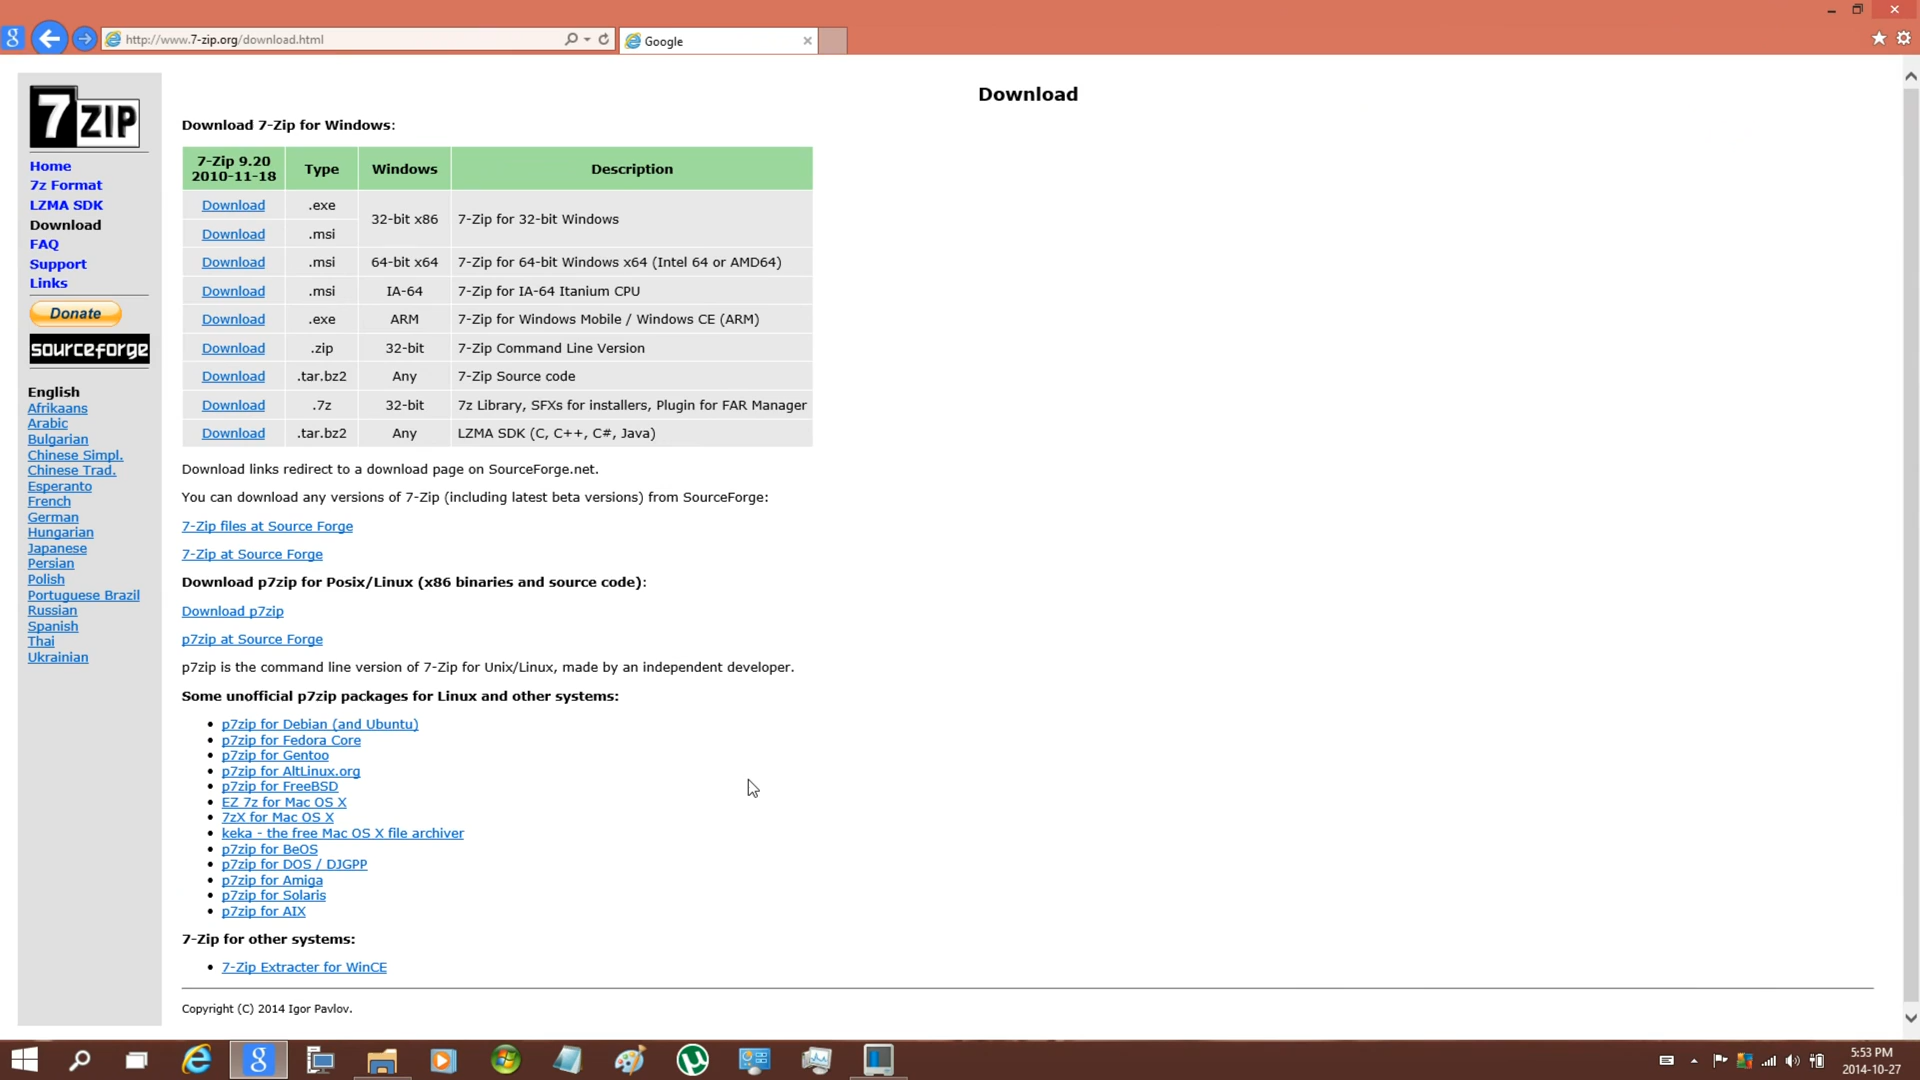 http://www.7-zip.org/download.html
Google
7ZIP
Home
7z Format
LZMA SDK
Download
FAQ
Support
Links
Donate
sourceforge
English
Afrikaans
Arabic
Bulgarian
Chinese Simpl.
Chinese Trad.
Esperanto
French
German
Hungarian
Japanese
Persian
Polish
Portuguese Brazil
Russian
Spanish
Thai
Ukrainian
Download
Download 7-Zip for Windows:
7-Zip 9.20 2010-11-18 Type Windows Description
Download .exe 32-bit x86 7-Zip for 32-bit Windows
Download .msi
Download .msi 64-bit x64 7-Zip for 64-bit Windows x64 (Intel 64 or AMD64)
Download .msi IA-64 7-Zip for IA-64 Itanium CPU
Download .exe ARM 7-Zip for Windows Mobile / Windows CE (ARM)
Download .zip 32-bit 7-Zip Command Line Version
Download .tar.bz2 Any 7-Zip Source code
Download .7z 32-bit 7z Library, SFXs for installers, Plugin for FAR Manager
Download .tar.bz2 Any LZMA SDK (C, C++, C#, Java)
Download links redirect to a download page on SourceForge.net.
You can download any versions of 7-Zip (including latest beta versions) from SourceForge:
7-Zip files at Source Forge
7-Zip at Source Forge
Download p7zip for Posix/Linux (x86 binaries and source code):
Download p7zip
p7zip at Source Forge
p7zip is the command line version of 7-Zip for Unix/Linux, made by an independent developer.
Some unofficial p7zip packages for Linux and other systems:
p7zip for Debian (and Ubuntu)
p7zip for Fedora Core
p7zip for Gentoo
p7zip for AltLinux.org
p7zip for FreeBSD
EZ 7z for Mac OS X
7zX for Mac OS X
keka - the free Mac OS X file archiver
p7zip for BeOS
p7zip for DOS / DJGPP
p7zip for Amiga
p7zip for Solaris
p7zip for AIX
7-Zip for other systems:
7-Zip Extracter for WinCE
Copyright (C) 2014 Igor Pavlov.
5:53 PM
2014-10-27